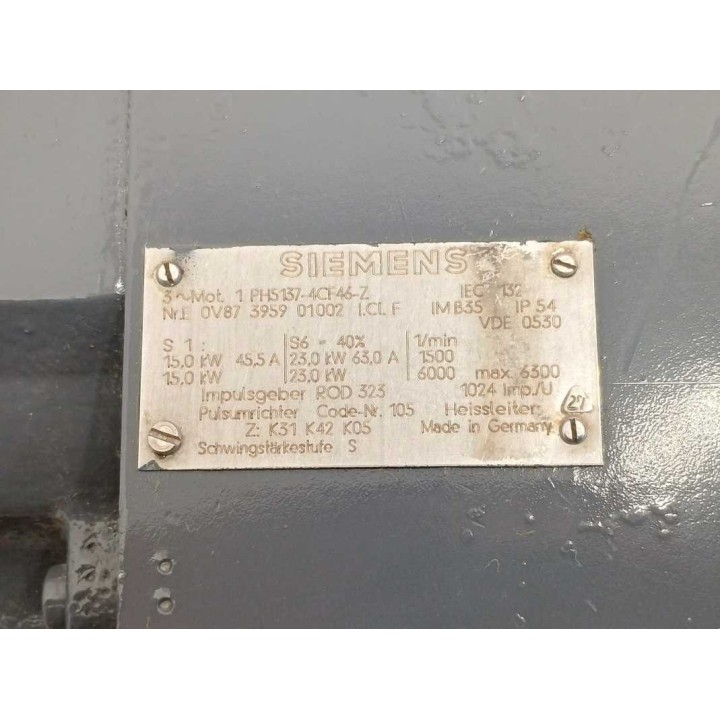 SIEMENS
3~Mot. 1 PH5137-4CF46-Z IEC 132
Nr.E 0V87 3959 01002 I.Cl. F IM B35 IP 54
VDE 0530
S 1 : S6 - 40% 1/min
15,0 kW 45,5 A 23,0 kW 63,0 A 1500
15,0 kW 23,0 kW 6000 max. 6300
Impulsgeber ROD 323 1024 Imp./U
Pulsumrichter Code-Nr. 105 Heissleiter:
Z: K31 K42 K05 Made in Germany
Schwingstärkestufe S